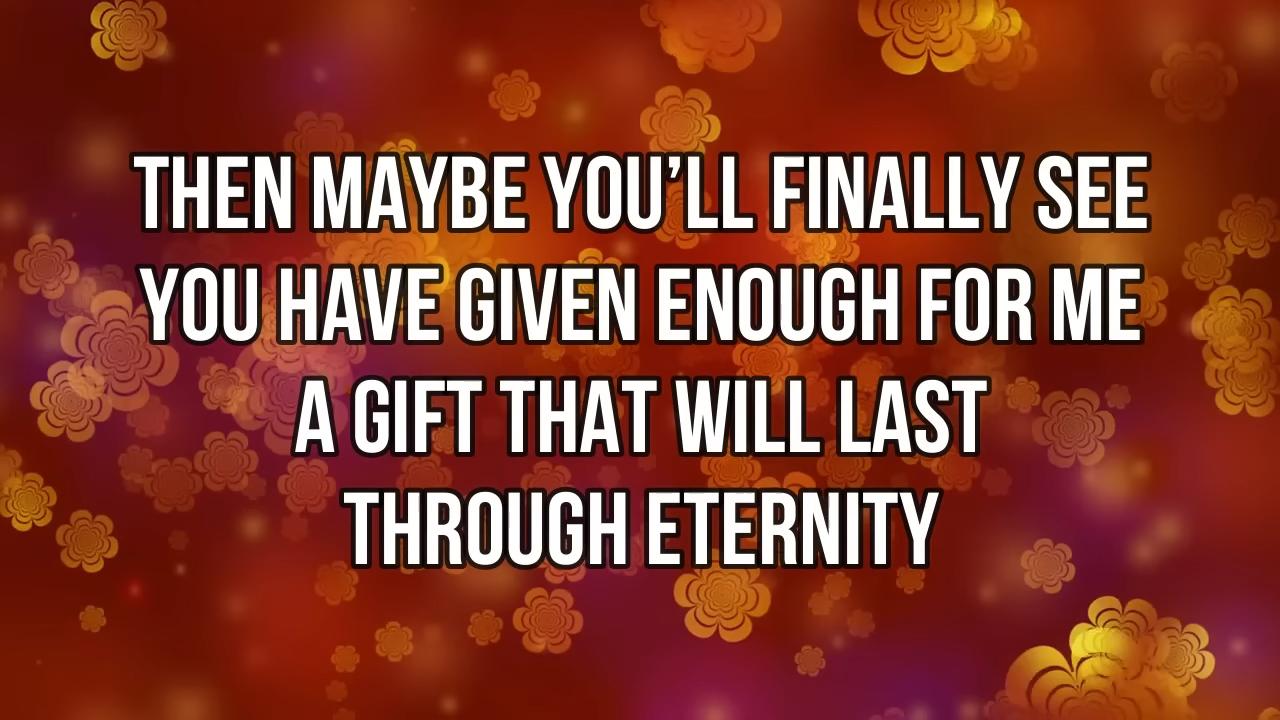 THEN MAYBE YOU’LL FINALLY SEE
YOU HAVE GIVEN ENOUGH FOR ME
A GIFT THAT WILL LAST
THROUGH ETERNITY